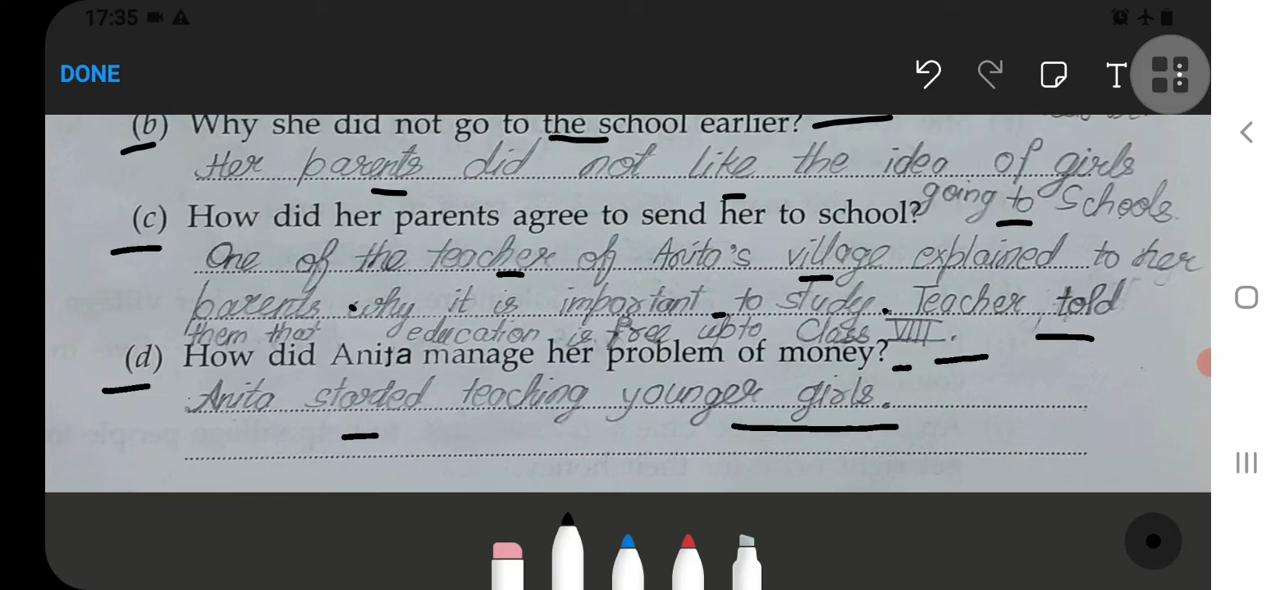 17:35
DONE
T
(b) Why she did not go to the school earlier?
Her parents did not like the idea of girls
going to Schools.
(c) How did her parents agree to send her to school?
One of the teacher of Anita's village explained to her
parents why it is important to study. Teacher told
them that education is free upto Class VIII.
(d) How did Anita manage her problem of money?
Anita started teaching younger girls.